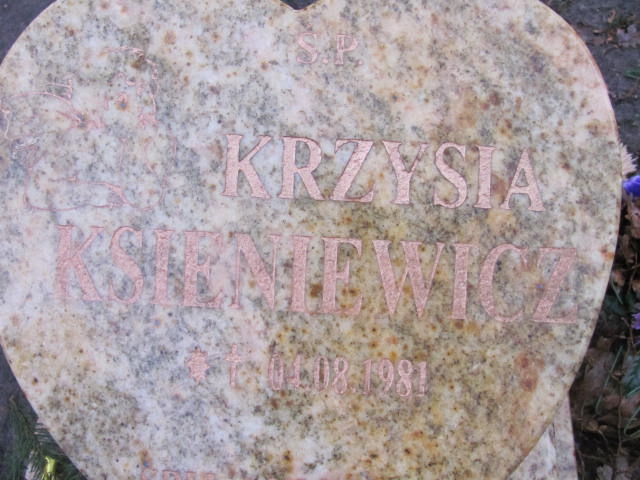 Ś.P.
KRZYSIA
KSIENIEWICZ
* † 04.08.1981